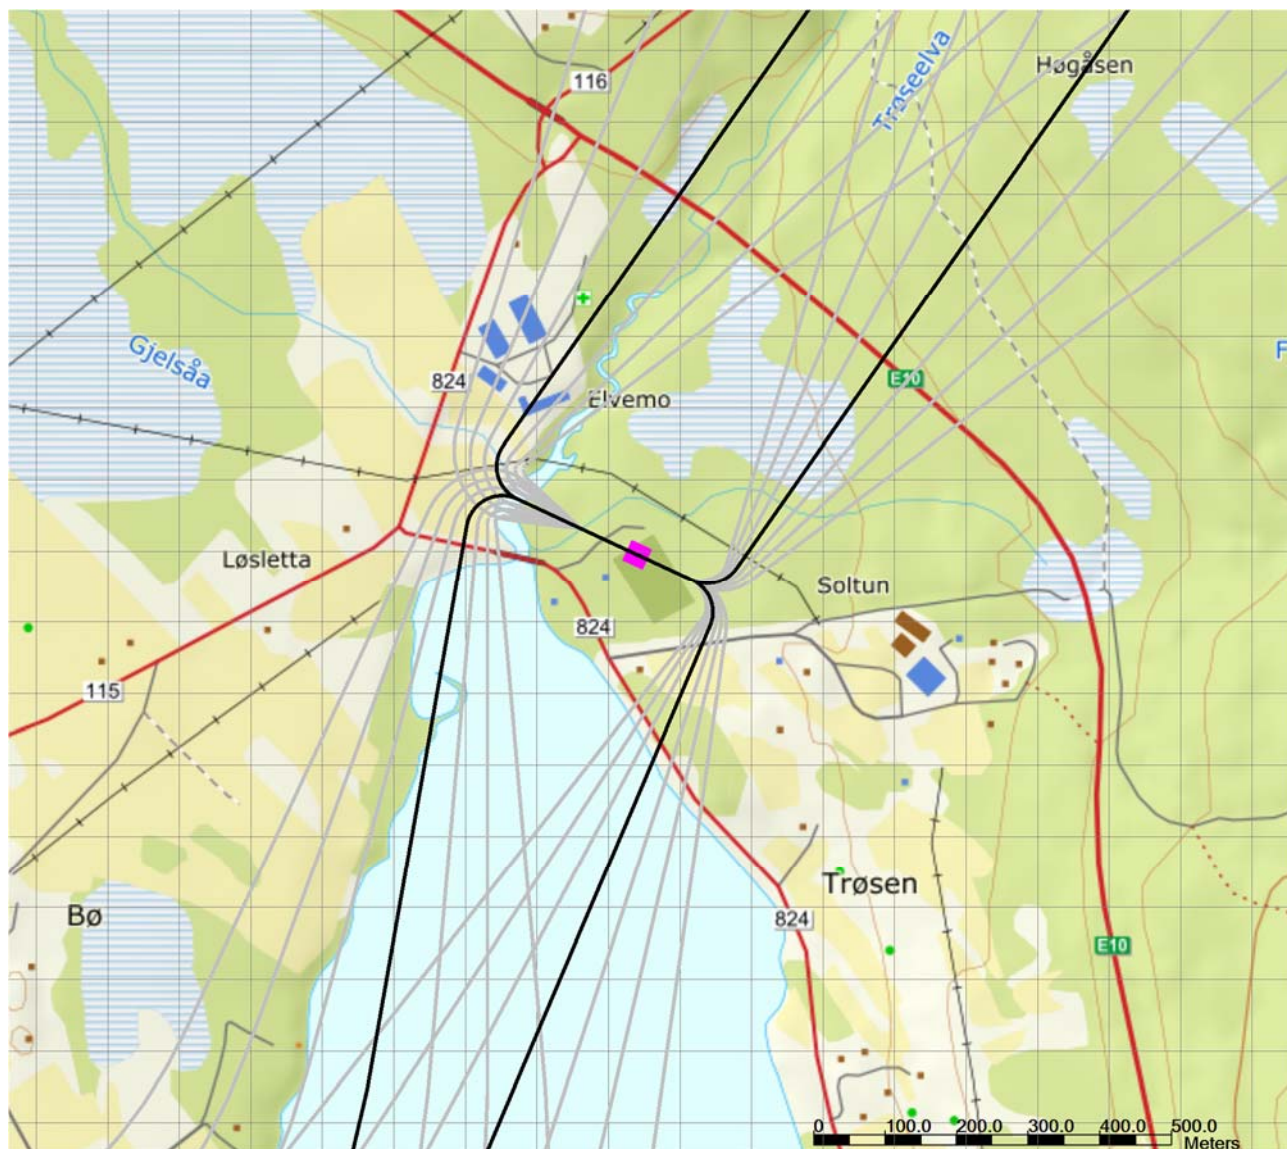 Høgåsen
116
Trøseelva
Gjelsåa
F
824
E10
Elvemo
Løsletta
Soltun
824
115
Trøsen
Bø
824
E10
0 100.0 200.0 300.0 400.0 500.0
Meters